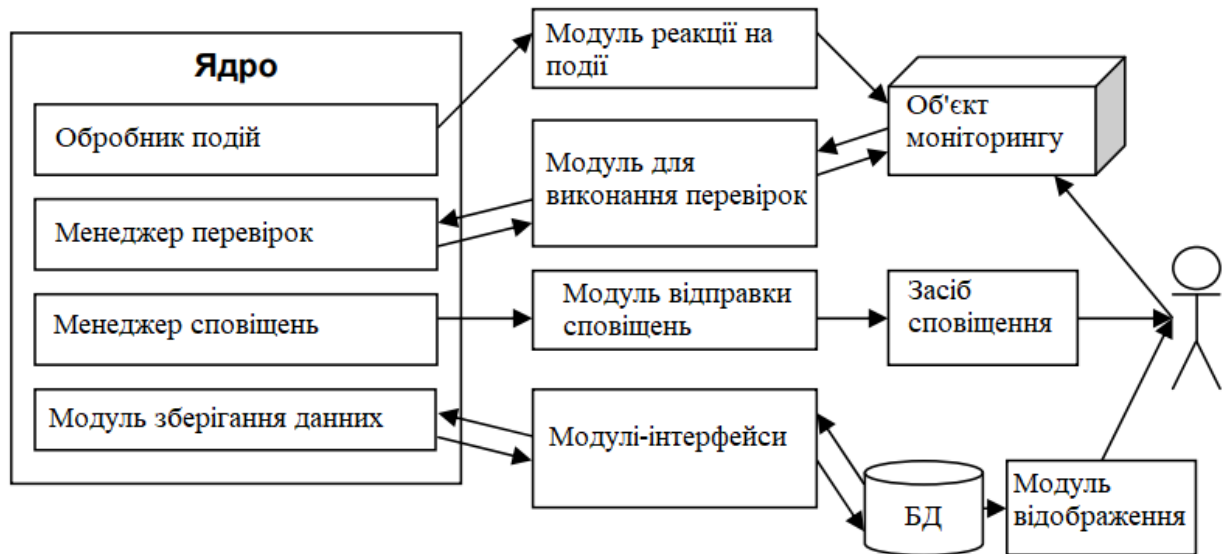 Ядро
Обробник подій
Менеджер перевірок
Менеджер сповіщень
Модуль зберігання данних
Модуль реакції на
події
Модуль для
виконання перевірок
Модуль відправки
сповіщень
Модулі-інтерфейси
Об'єкт
моніторингу
Засіб
сповіщення
БД
Модуль
відображення